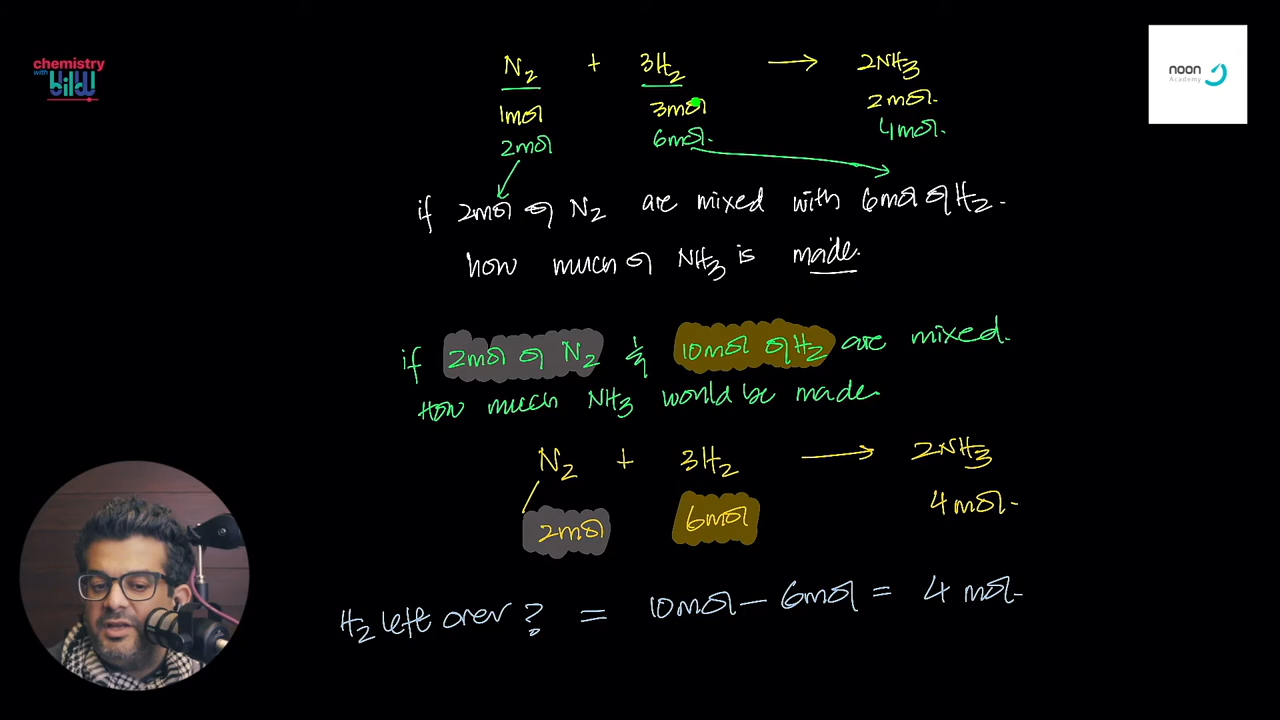 chemistry
with
bilal
noon
Academy
N₂ + 3H₂ → 2NH₃
1mol 3mol 2mol.
2mol 6mol. 4mol.
if 2mol of N₂ are mixed with 6mol of H₂.
how much of NH₃ is made.
if 2mol of N₂ & 10mol of H₂ are mixed.
How much NH₃ would be made.
N₂ + 3H₂ → 2NH₃
2mol 6mol 4mol.
H₂ left over? = 10mol - 6mol = 4 mol.